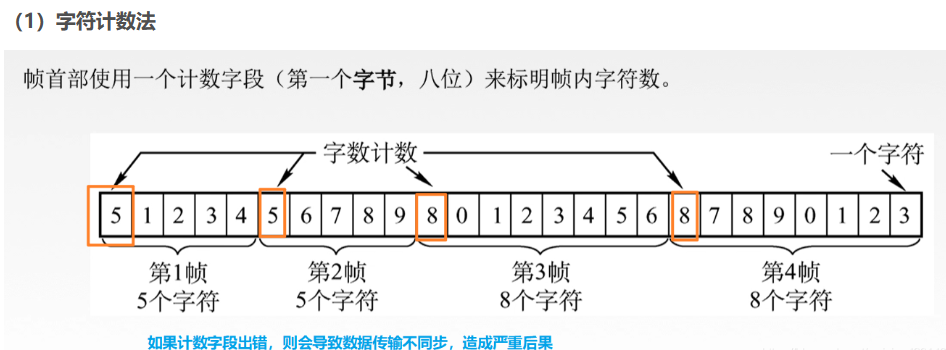 （1）字符计数法
帧首部使用一个计数字段（第一个字节，八位）来标明帧内字符数。
字数计数 一个字符
5 1 2 3 4 5 6 7 8 9 8 0 1 2 3 4 5 6 8 7 8 9 0 1 2 3
第1帧 第2帧 第3帧 第4帧
5个字符 5个字符 8个字符 8个字符
如果计数字段出错，则会导致数据传输不同步，造成严重后果